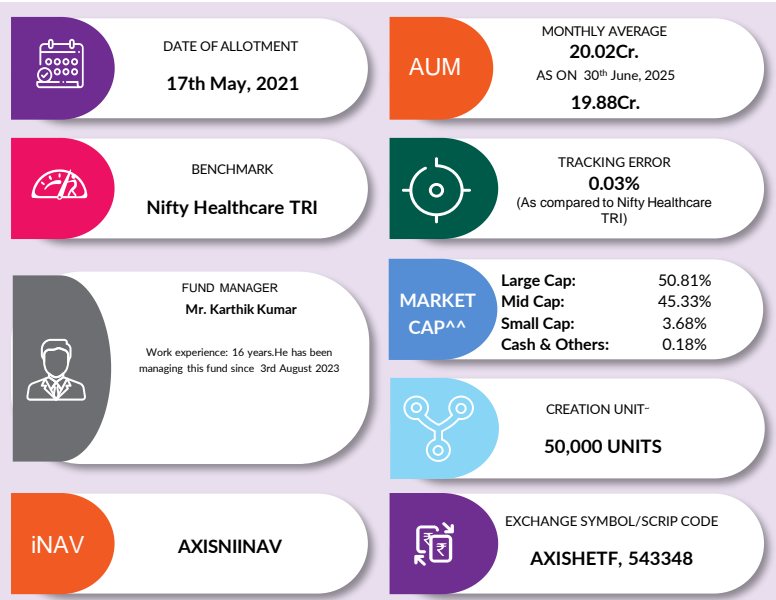 DATE OF ALLOTMENT
17th May, 2021
AUM
MONTHLY AVERAGE
20.02Cr.
AS ON 30th June, 2025
19.88Cr.
BENCHMARK
Nifty Healthcare TRI
TRACKING ERROR
0.03%
(As compared to Nifty Healthcare
TRI)
FUND MANAGER
Mr. Karthik Kumar
Work experience: 16 years.He has been
managing this fund since 3rd August 2023
MARKET
CAP^^
Large Cap: 50.81%
Mid Cap: 45.33%
Small Cap: 3.68%
Cash & Others: 0.18%
CREATION UNIT~
50,000 UNITS
iNAV
AXISNIINAV
₹
₹
EXCHANGE SYMBOL/SCRIP CODE
AXISHETF, 543348